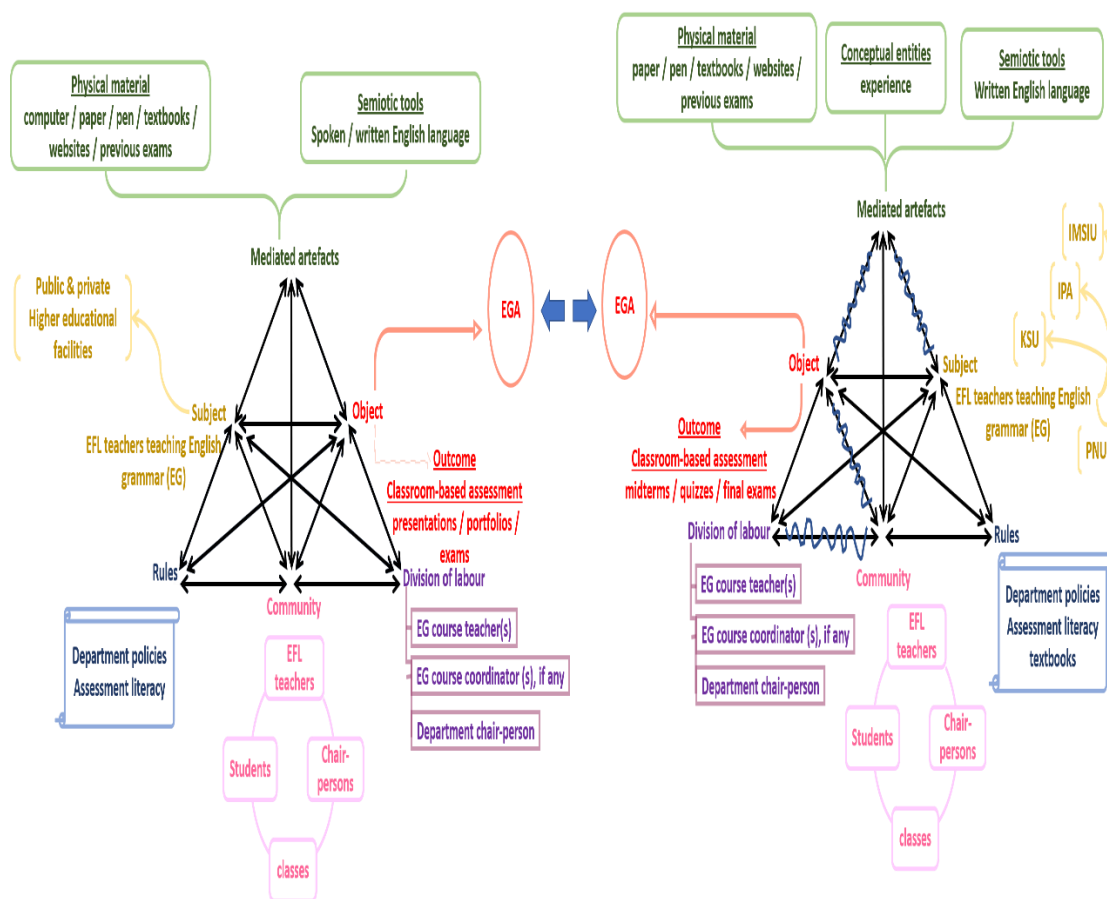 Physical material
computer / paper / pen / textbooks /
websites / previous exams
Semiotic tools
Spoken / written English language
Mediated artefacts
Public & private
Higher educational
facilities
Subject
EFL teachers teaching English
grammar (EG)
Object
Outcome
Classroom-based assessment
presentations / portfolios /
exams
EGA
Rules
Department policies
Assessment literacy
Community
EFL
teachers
Students
Chair-
persons
classes
Division of labour
EG course teacher(s)
EG course coordinator (s), if any
Department chair-person
Physical material
paper / pen / textbooks / websites /
previous exams
Conceptual entities
experience
Semiotic tools
Written English language
Mediated artefacts
EGA
Object
Outcome
Classroom-based assessment
midterms / quizzes / final exams
Subject
EFL teachers teaching English
grammar (EG)
IMSIU
IPA
KSU
PNU
Division of labour
EG course teacher(s)
EG course coordinator (s), if any
Department chair-person
Community
EFL
teachers
Students
Chair-
persons
classes
Rules
Department policies
Assessment literacy
textbooks